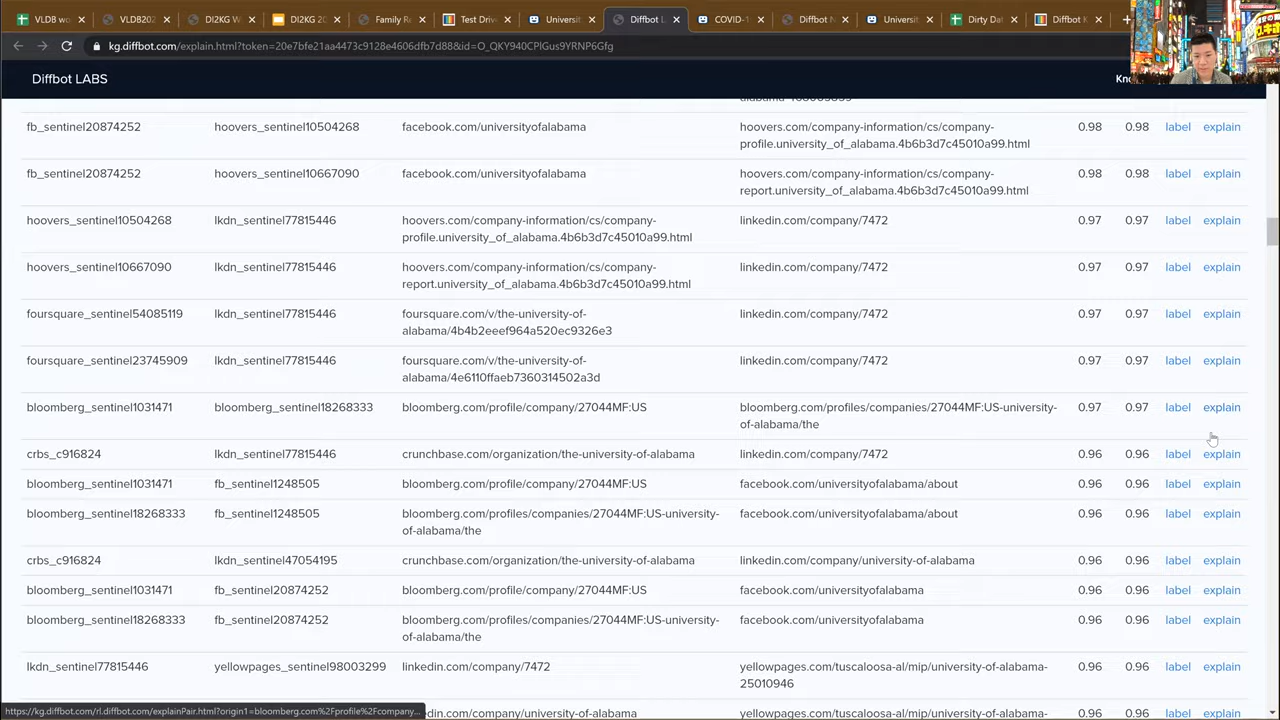 VLDB wo
VLDB202
DI2KG W
DI2KG 20
Family Re
Test Drive
Universit
Diffbot L
COVID-1
Diffbot
Universit
Dirty Dat
Diffbot K
kg.diffbot.com/explain.html?token=20e7bfe21aa4473c9128e4606dfb7d88&id=
Diffbot LABS
fb_sentinel20874252 hoovers_sentinel10504268 facebook.com/universityofalabama hoovers.com/company-information/cs/company- 0.98 0.98 label explain
profile.university_of_alabama.4b6b3d7c45010a99.html
fb_sentinel20874252 hoovers_sentinel10667090 facebook.com/universityofalabama hoovers.com/company-information/cs/company- 0.98 0.98 label explain
report.university_of_alabama.4b6b3d7c45010a99.html
hoovers_sentinel10504268 lkdn_sentinel77815446 hoovers.com/company-information/cs/company- linkedin.com/company/7472 0.97 0.97 label explain
profile.university_of_alabama.4b6b3d7c45010a99.html
hoovers_sentinel10667090 lkdn_sentinel77815446 hoovers.com/company-information/cs/company- linkedin.com/company/7472 0.97 0.97 label explain
report.university_of_alabama.4b6b3d7c45010a99.html
foursquare_sentinel54085119 lkdn_sentinel77815446 foursquare.com/v/the-university-of- linkedin.com/company/7472 0.97 0.97 label explain
alabama/4b4b2eeef964a520ec9326e3
foursquare_sentinel23745909 lkdn_sentinel77815446 foursquare.com/v/the-university-of- linkedin.com/company/7472 0.97 0.97 label explain
alabama/4e6110ffaeb7360314502a3d
bloomberg_sentinel1031471 bloomberg_sentinel18268333 bloomberg.com/profile/company/27044MF:US bloomberg.com/profiles/companies/27044MF:US-university- 0.97 0.97 label explain
of-alabama/the
crbs_c916824 lkdn_sentinel77815446 crunchbase.com/organization/the-university-of-alabama linkedin.com/company/7472 0.96 0.96 label explain
bloomberg_sentinel1031471 fb_sentinel1248505 bloomberg.com/profile/company/27044MF:US facebook.com/universityofalabama/about 0.96 0.96 label explain
bloomberg_sentinel18268333 fb_sentinel1248505 bloomberg.com/profiles/companies/27044MF:US-university- facebook.com/universityofalabama/about 0.96 0.96 label explain
of-alabama/the
crbs_c916824 lkdn_sentinel47054195 crunchbase.com/organization/the-university-of-alabama linkedin.com/company/university-of-alabama 0.96 0.96 label explain
bloomberg_sentinel1031471 fb_sentinel20874252 bloomberg.com/profile/company/27044MF:US facebook.com/universityofalabama 0.96 0.96 label explain
bloomberg_sentinel18268333 fb_sentinel20874252 bloomberg.com/profiles/companies/27044MF:US-university- facebook.com/universityofalabama 0.96 0.96 label explain
of-alabama/the
lkdn_sentinel77815446 yellowpages_sentinel98003299 linkedin.com/company/7472 yellowpages.com/tuscaloosa-al/mip/university-of-alabama- 0.96 0.96 label explain
25010946
https://kg.diffbot.com/rl.diffbot.com/explainPair.html?origin1=bloomberg.com%2Fprofile%2Fcompany...